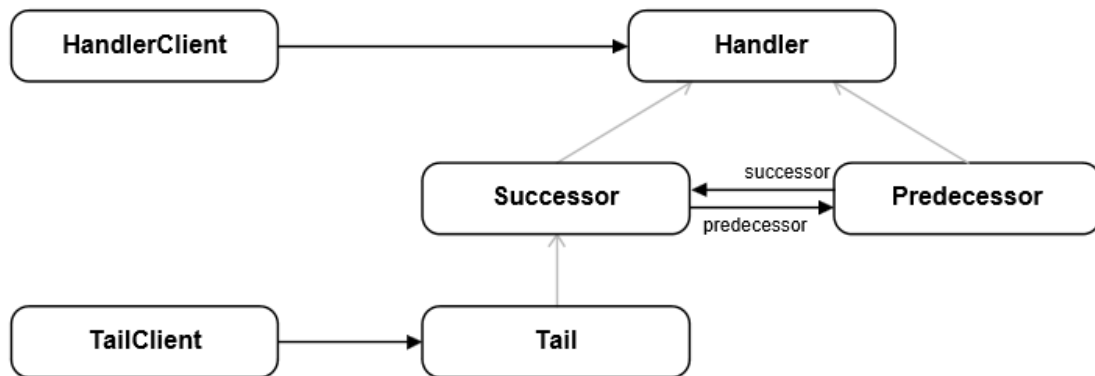 HandlerClient
Handler
successor
Successor
Predecessor
predecessor
TailClient
Tail